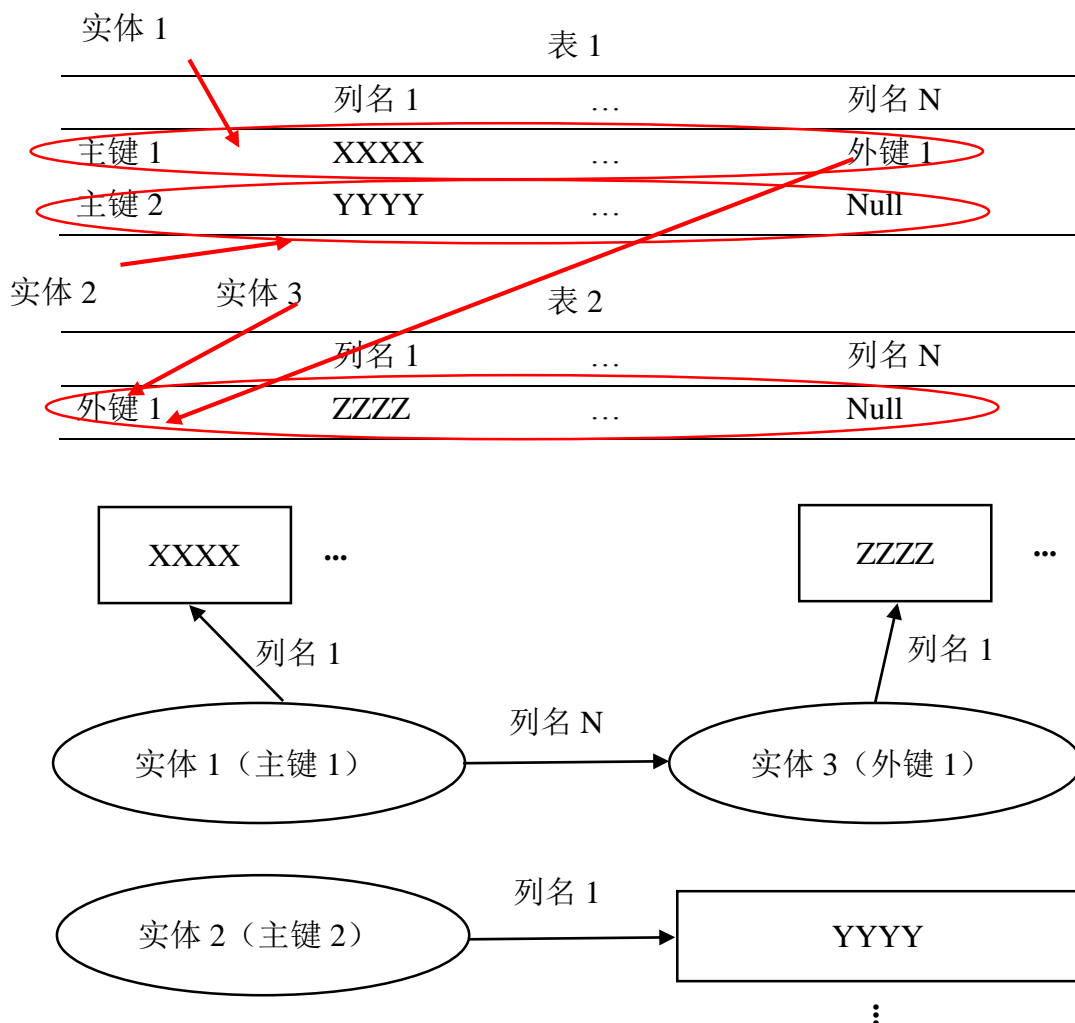 实体 1
表 1
列名 1 … 列名 N
主键 1 XXXX … 外键 1
主键 2 YYYY … Null
实体 2 实体 3 表 2
列名 1 … 列名 N
外键 1 ZZZZ … Null
XXXX ... ZZZZ ...
列名 1 列名 1
列名 N
实体 1（主键 1） 实体 3（外键 1）
列名 1
实体 2（主键 2） YYYY
⋮